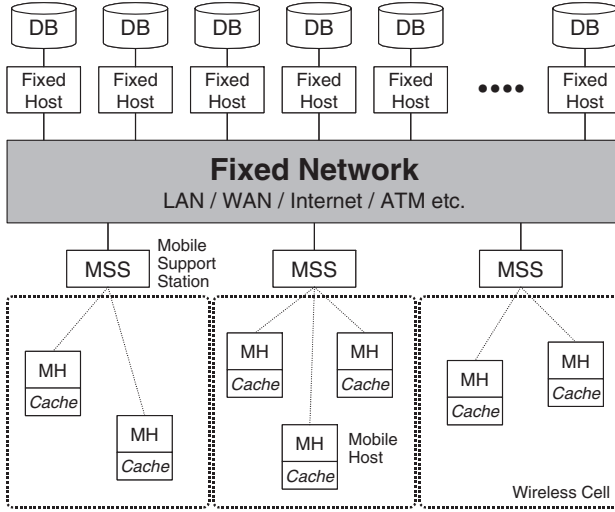 DB DB DB DB DB DB
Fixed Host
Fixed Host
Fixed Host
Fixed Host
Fixed Host
Fixed Host
Fixed Network
LAN / WAN / Internet / ATM etc.
MSS
Mobile
Support
Station
MSS
MSS
MH
Cache
MH
Cache
MH
Cache
MH
Cache
MH
Cache
Mobile
Host
MH
Cache
MH
Cache
Wireless Cell